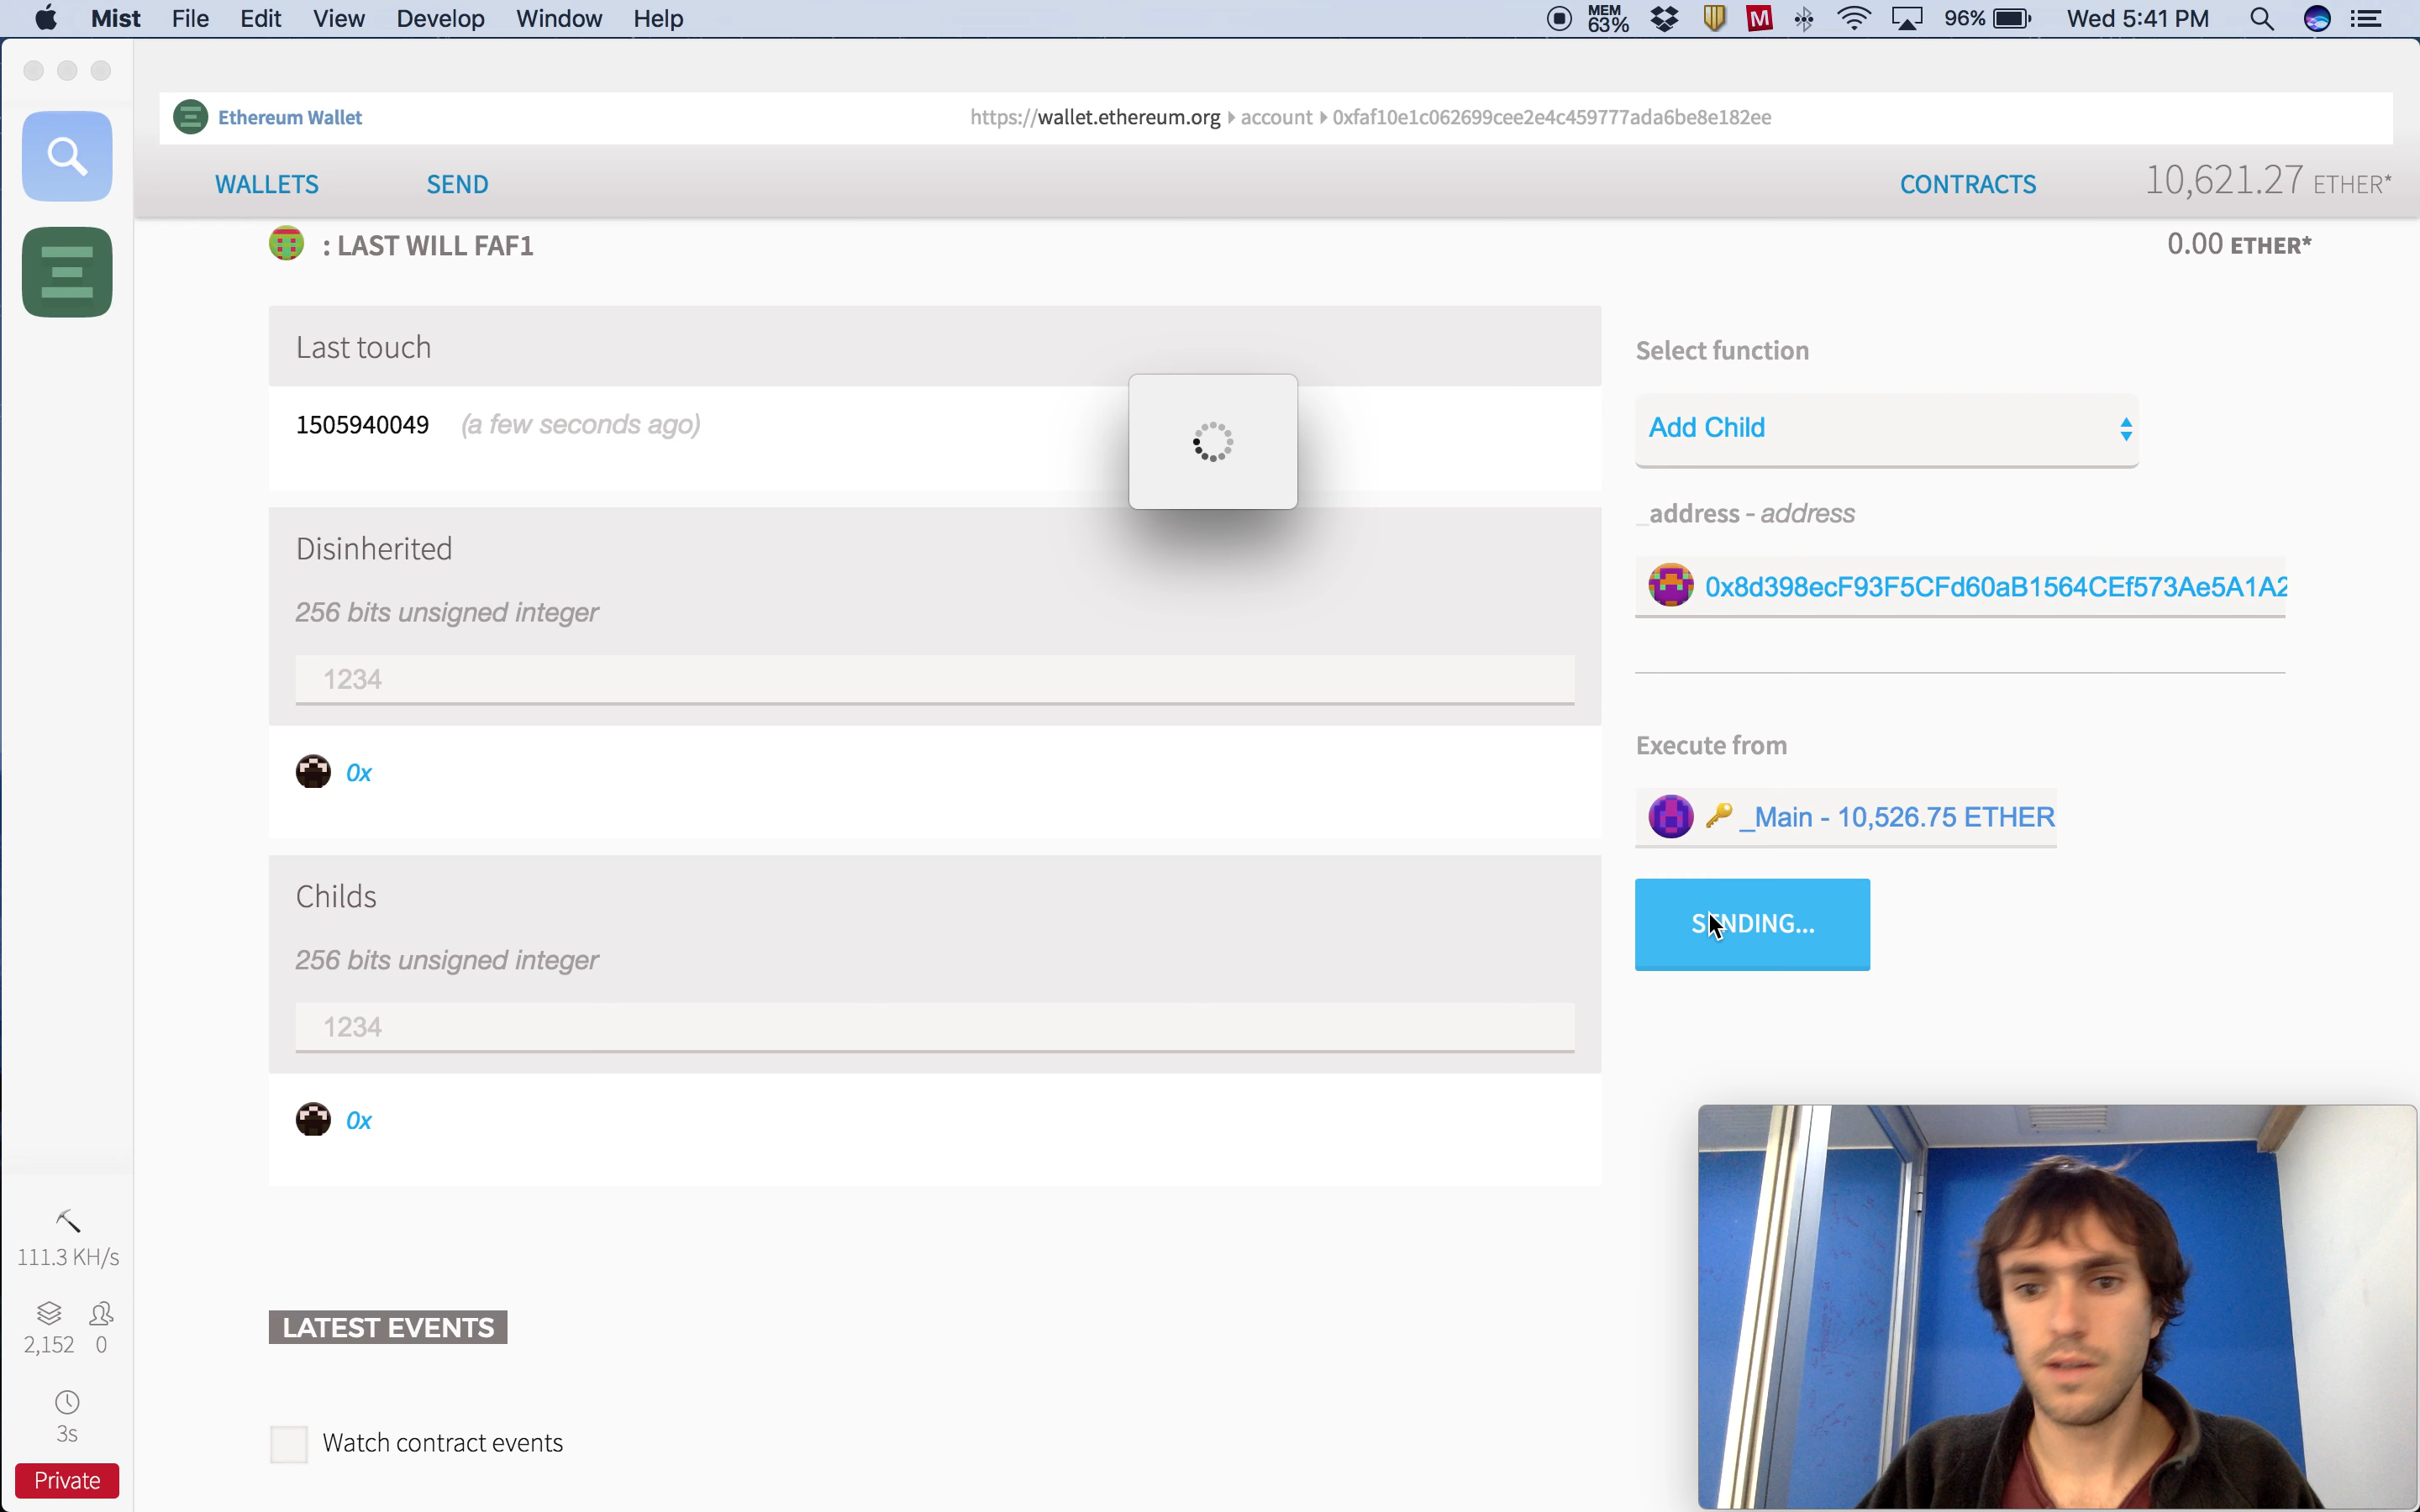 Mist File Edit View Develop Window Help MEM 63% M 96% Wed 5:41 PM
Ethereum Wallet https://wallet.ethereum.org account 0xfaf10e1c062699cee2e4c459777ada6be8e182ee
WALLETS SEND CONTRACTS 10,621.27 ETHER*
: LAST WILL FAF1 0.00 ETHER*
Last touch
1505940049 (a few seconds ago)
Disinherited
256 bits unsigned integer
1234
0x
Childs
256 bits unsigned integer
1234
0x
Select function
Add Child
_address - address
0x8d398ecF93F5CFd60aB1564CEf573Ae5A1A2
Execute from
_Main - 10,526.75 ETHER
SENDING...
LATEST EVENTS
Watch contract events
111.3 KH/s
2,152 0
3s
Private